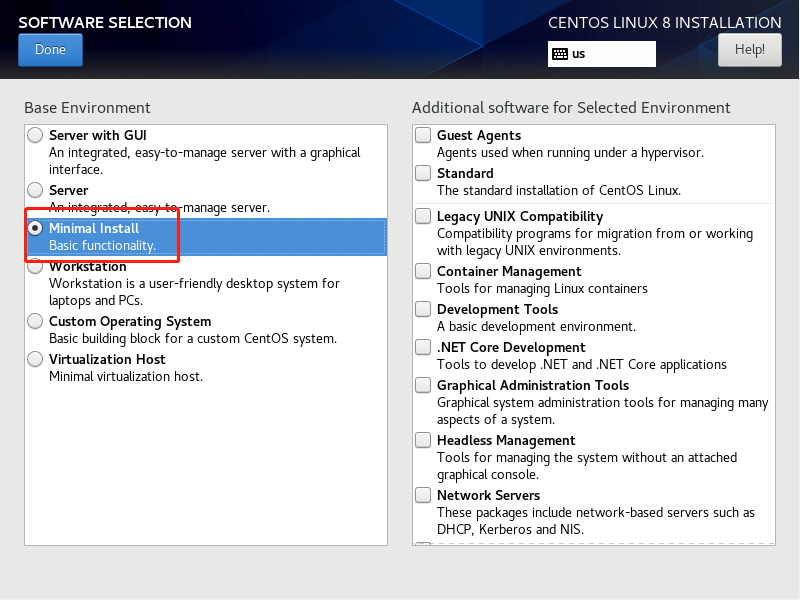 SOFTWARE SELECTION
CENTOS LINUX 8 INSTALLATION
Done
us
Help!
Base Environment
Server with GUI
An integrated, easy-to-manage server with a graphical
interface.
Server
An integrated, easy-to-manage server.
Minimal Install
Basic functionality.
Workstation
Workstation is a user-friendly desktop system for
laptops and PCs.
Custom Operating System
Basic building block for a custom CentOS system.
Virtualization Host
Minimal virtualization host.
Additional software for Selected Environment
Guest Agents
Agents used when running under a hypervisor.
Standard
The standard installation of CentOS Linux.
Legacy UNIX Compatibility
Compatibility programs for migration from or working
with legacy UNIX environments.
Container Management
Tools for managing Linux containers
Development Tools
A basic development environment.
.NET Core Development
Tools to develop .NET and .NET Core applications
Graphical Administration Tools
Graphical system administration tools for managing many
aspects of a system.
Headless Management
Tools for managing the system without an attached
graphical console.
Network Servers
These packages include network-based servers such as
DHCP, Kerberos and NIS.